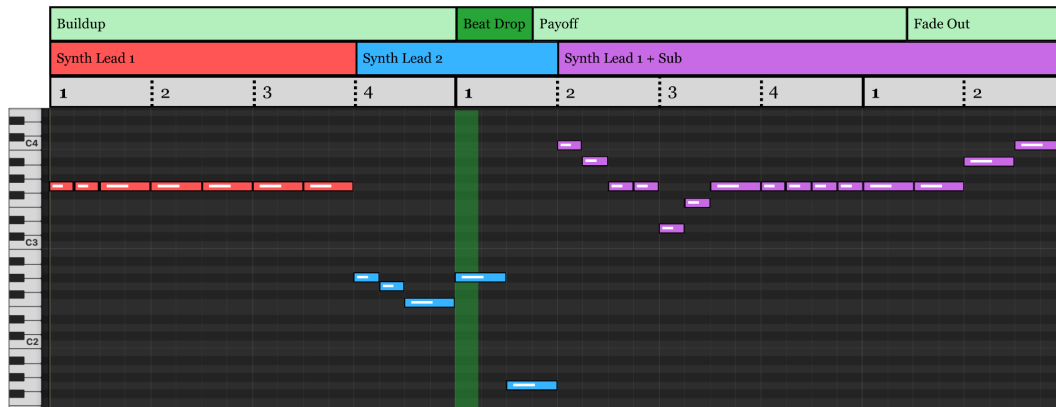 Buildup Beat Drop Payoff Fade Out
Synth Lead 1 Synth Lead 2 Synth Lead 1 + Sub
1 2 3 4 1 2 3 4 1 2
C4
C3
C2